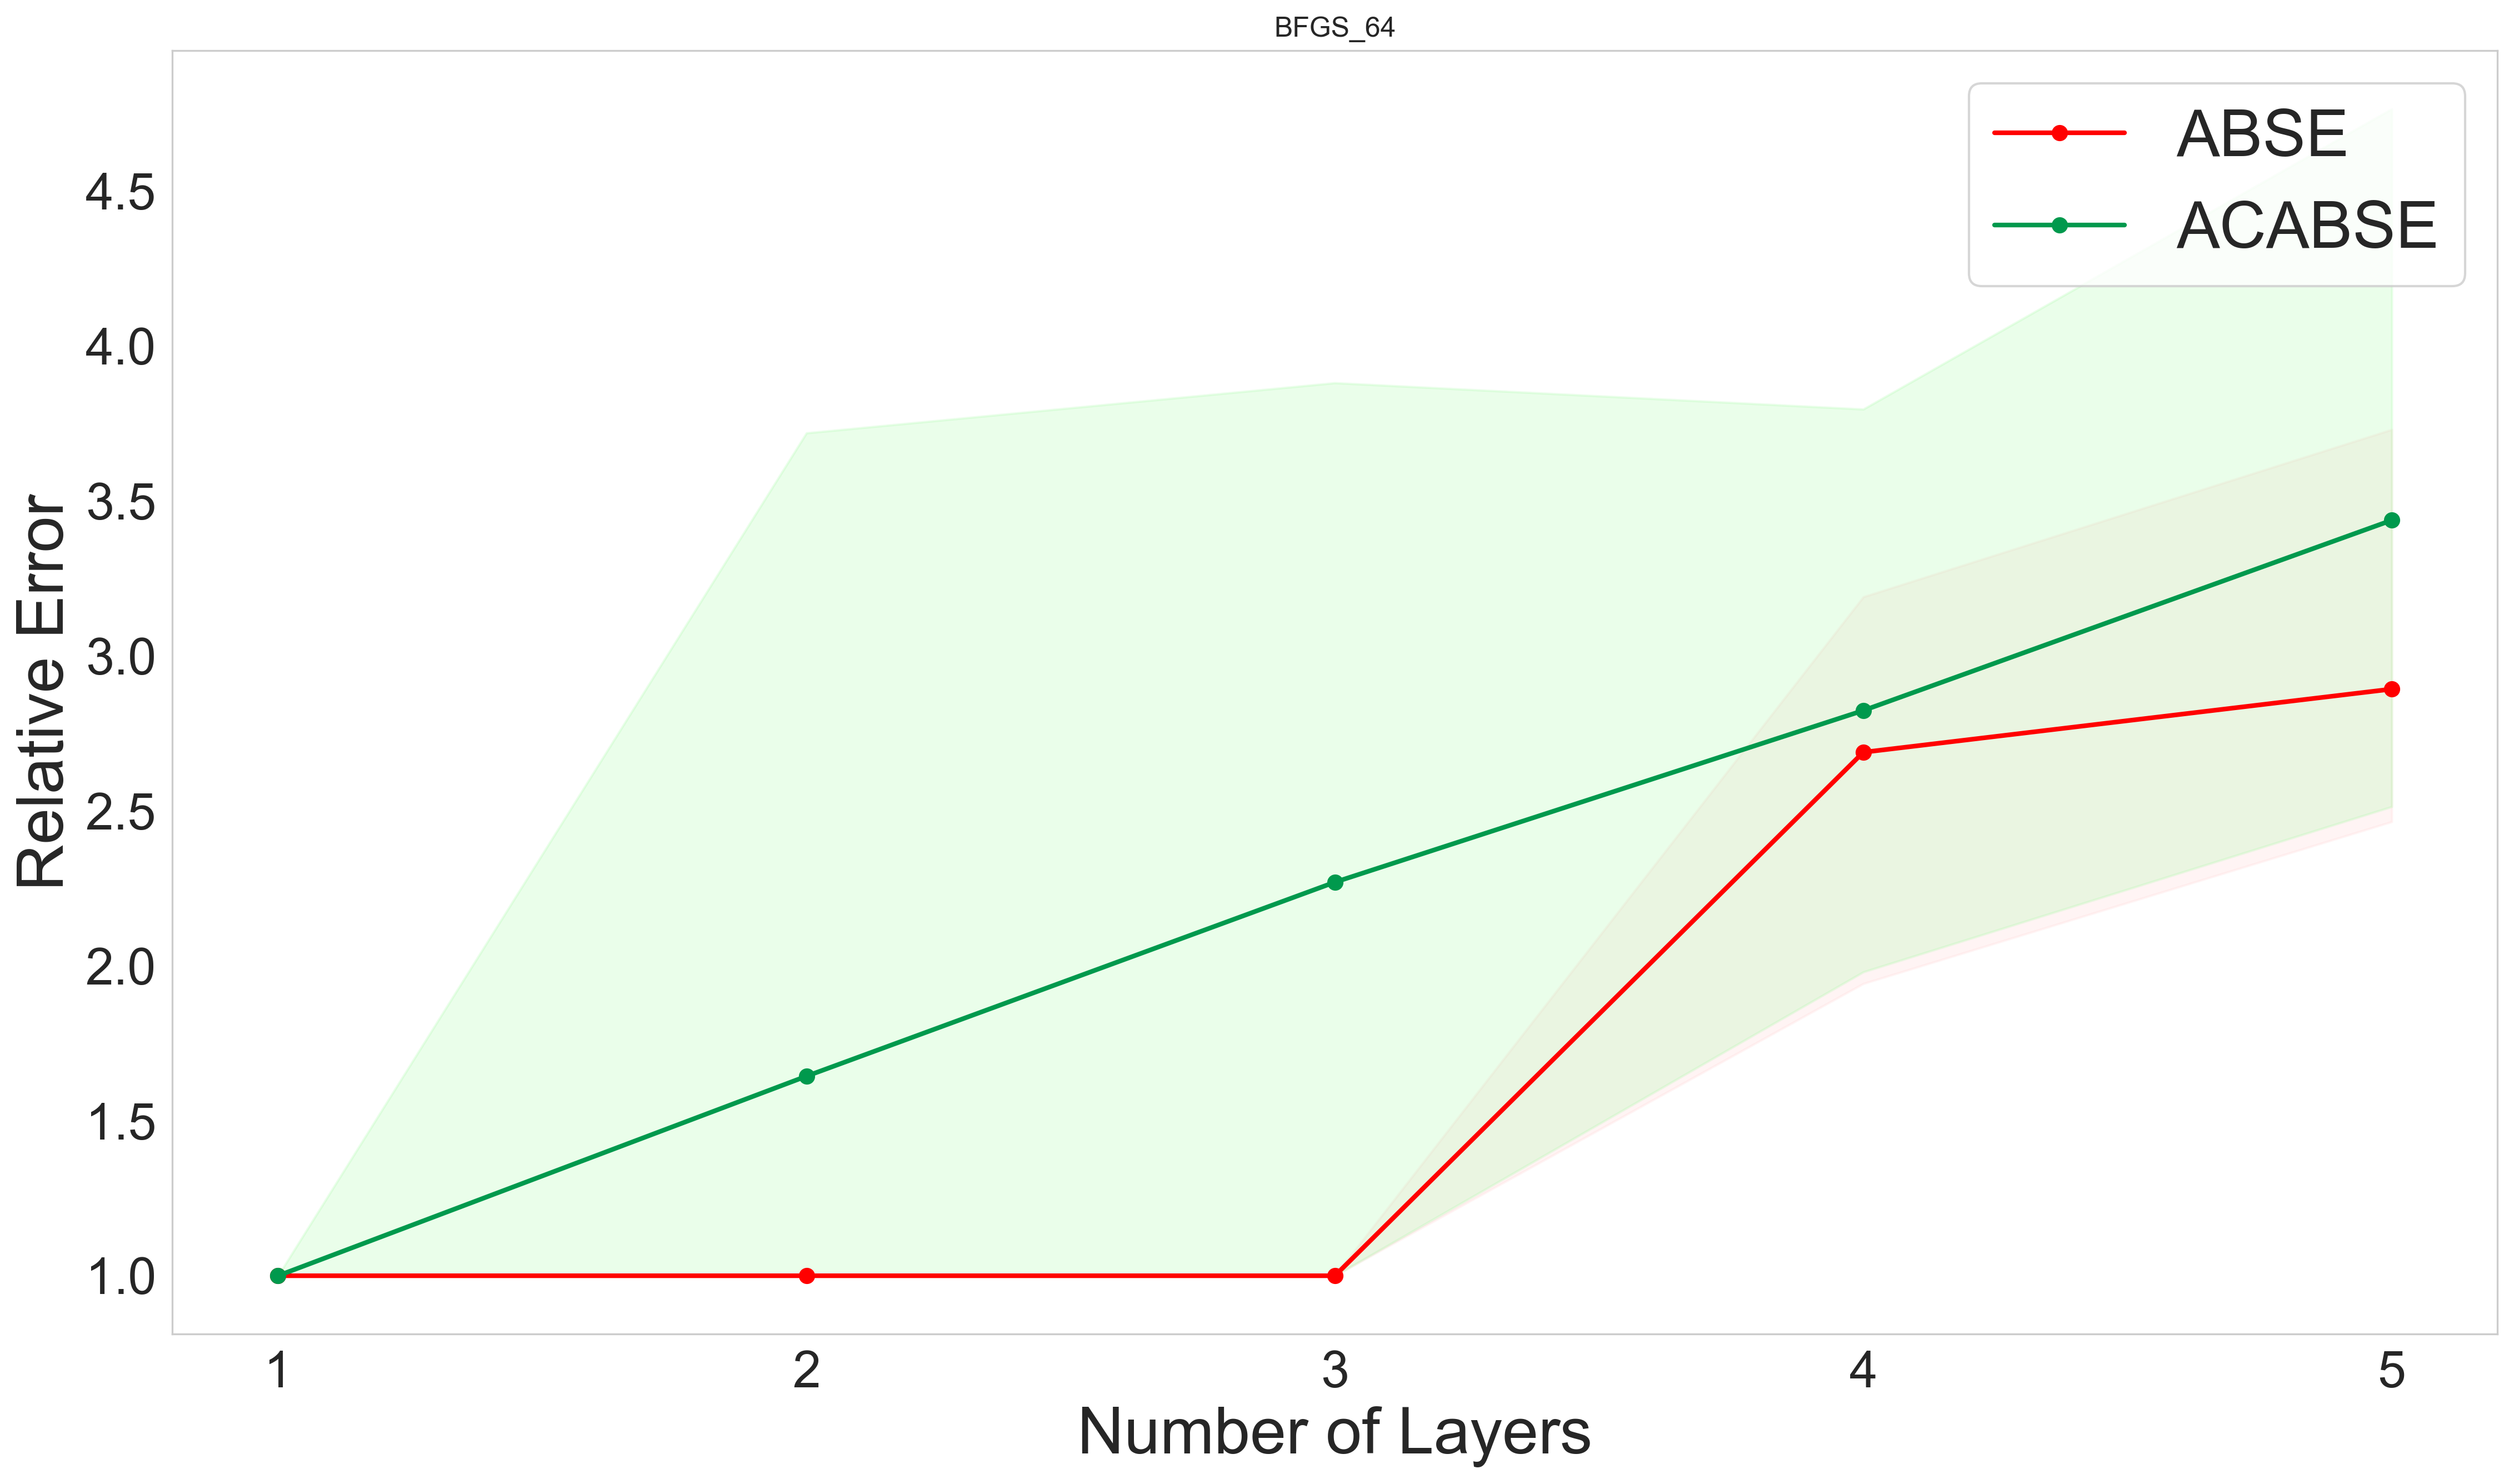 BFGS_64
ABSE
ACABSE
Relative Error
4.5
4.0
3.5
3.0
2.5
2.0
1.5
1.0
1 2 3 4 5
Number of Layers